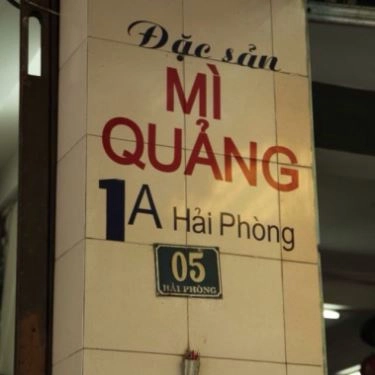 Đặc sản
MÌ
QUẢNG
1A Hải Phòng
05
HẢI PHÒNG